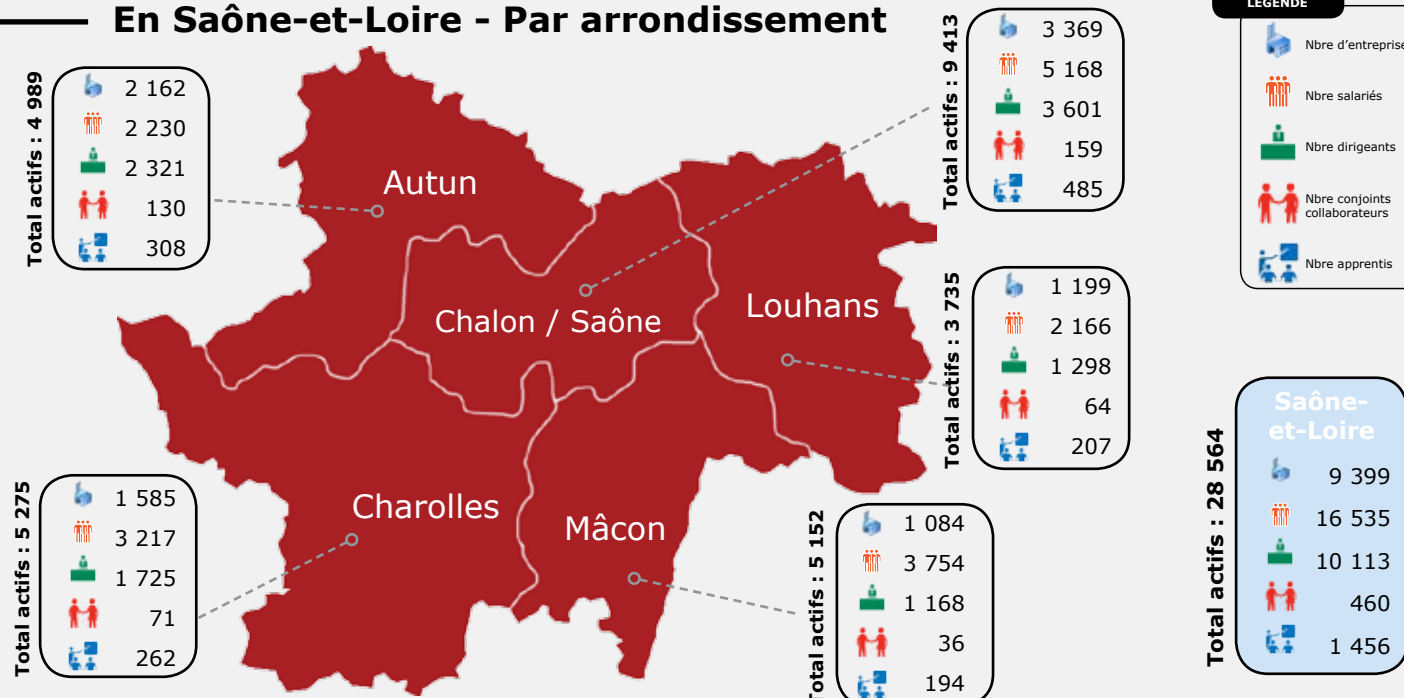 En Saône-et-Loire - Par arrondissement
Total actifs : 4 989
2 162
2 230
2 321
130
308
Total actifs : 9 413
3 369
5 168
3 601
159
485
LÉGENDE
Nbre d'entreprise
Nbre salariés
Nbre dirigeants
Nbre conjoints
collaborateurs
Nbre apprentis
Autun
Chalon / Saône
Louhans
Charolles
Mâcon
Total actifs : 3 735
1 199
2 166
1 298
64
207
Total actifs : 5 275
1 585
3 217
1 725
71
262
Total actifs : 5 152
1 084
3 754
1 168
36
194
Total actifs : 28 564
Saône-
et-Loire
9 399
16 535
10 113
460
1 456